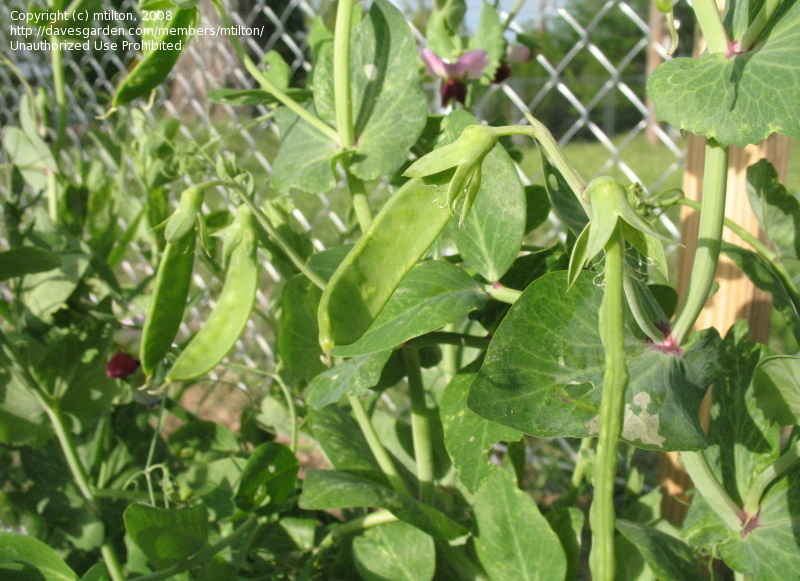 Copyright (c) mtilton, 2008
http://davesgarden.com/members/mtilton/
Unauthorized Use Prohibited